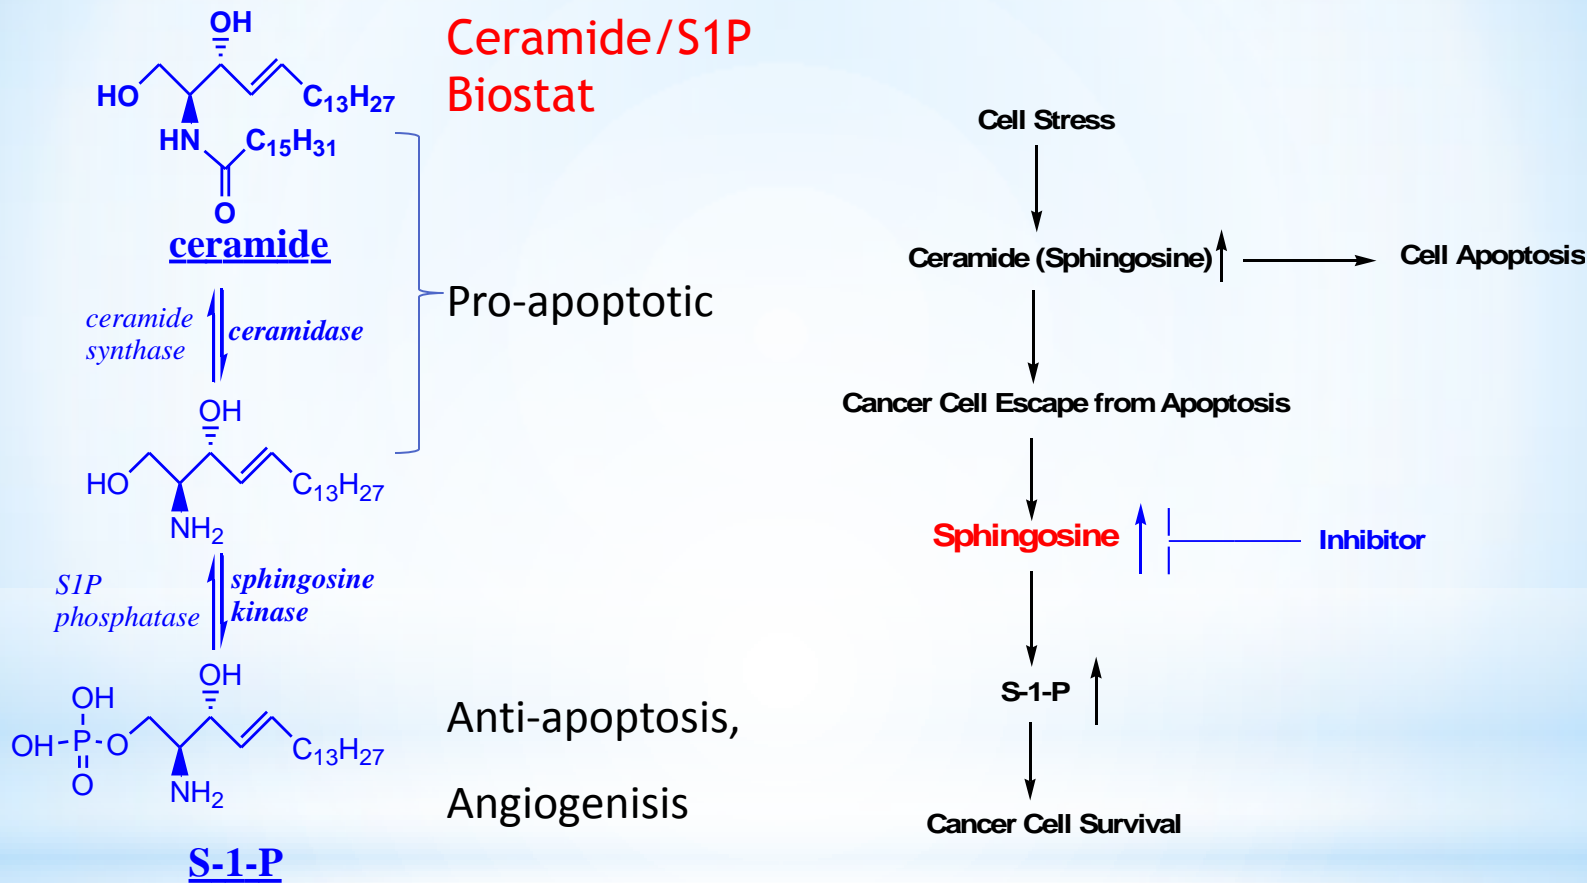 Ceramide/S1P
Biostat
OH
HO
C13H27
HN
C15H31
O
ceramide
ceramide
synthase
ceramidase
Pro-apoptotic
OH
HO
C13H27
NH2
S1P
phosphatase
sphingosine
kinase
OH
OH
OH
P
O
O
C13H27
NH2
S-1-P
Anti-apoptosis,
Angiogenisis
Cell Stress
Ceramide (Sphingosine)
Cell Apoptosis
Cancer Cell Escape from Apoptosis
Sphingosine
Inhibitor
S-1-P
Cancer Cell Survival